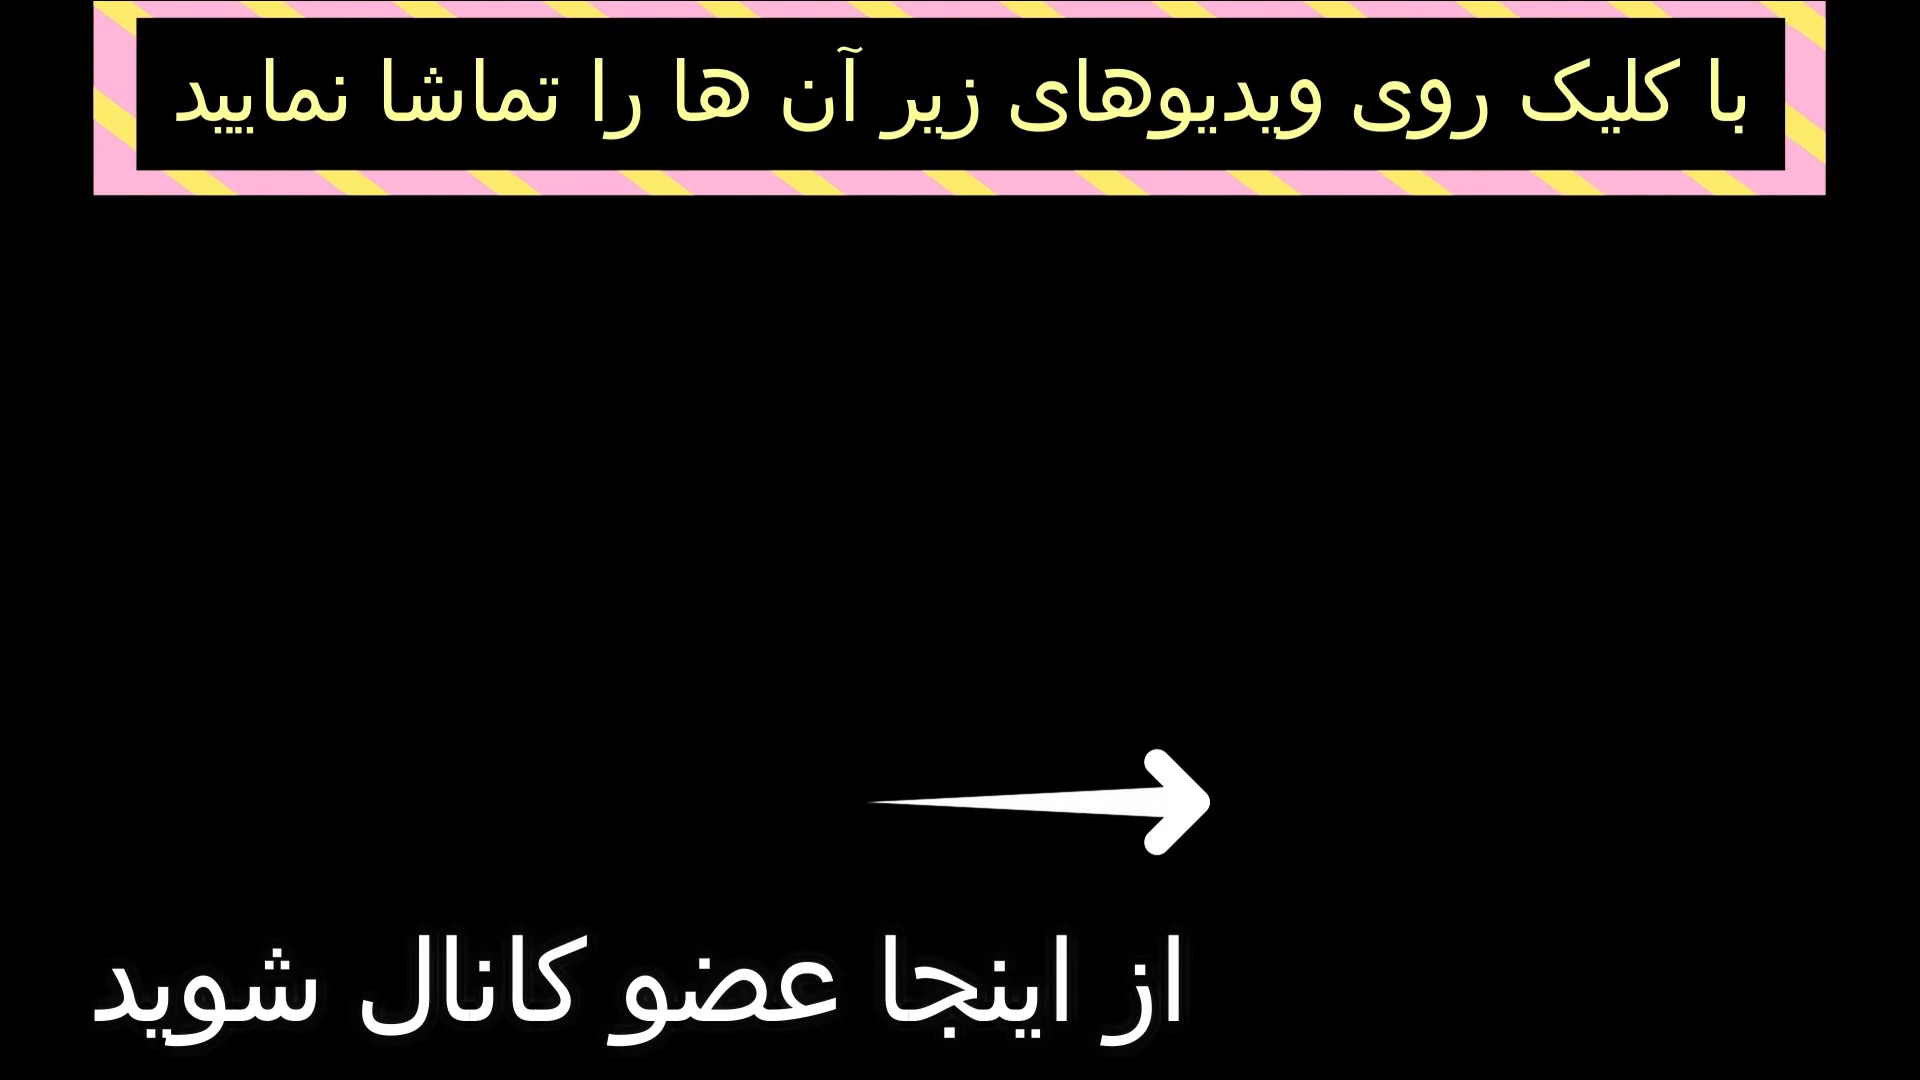 با کلیک روی ویدیوهای زیر آن ها را تماشا نمایید
از اینجا عضو کانال شوید